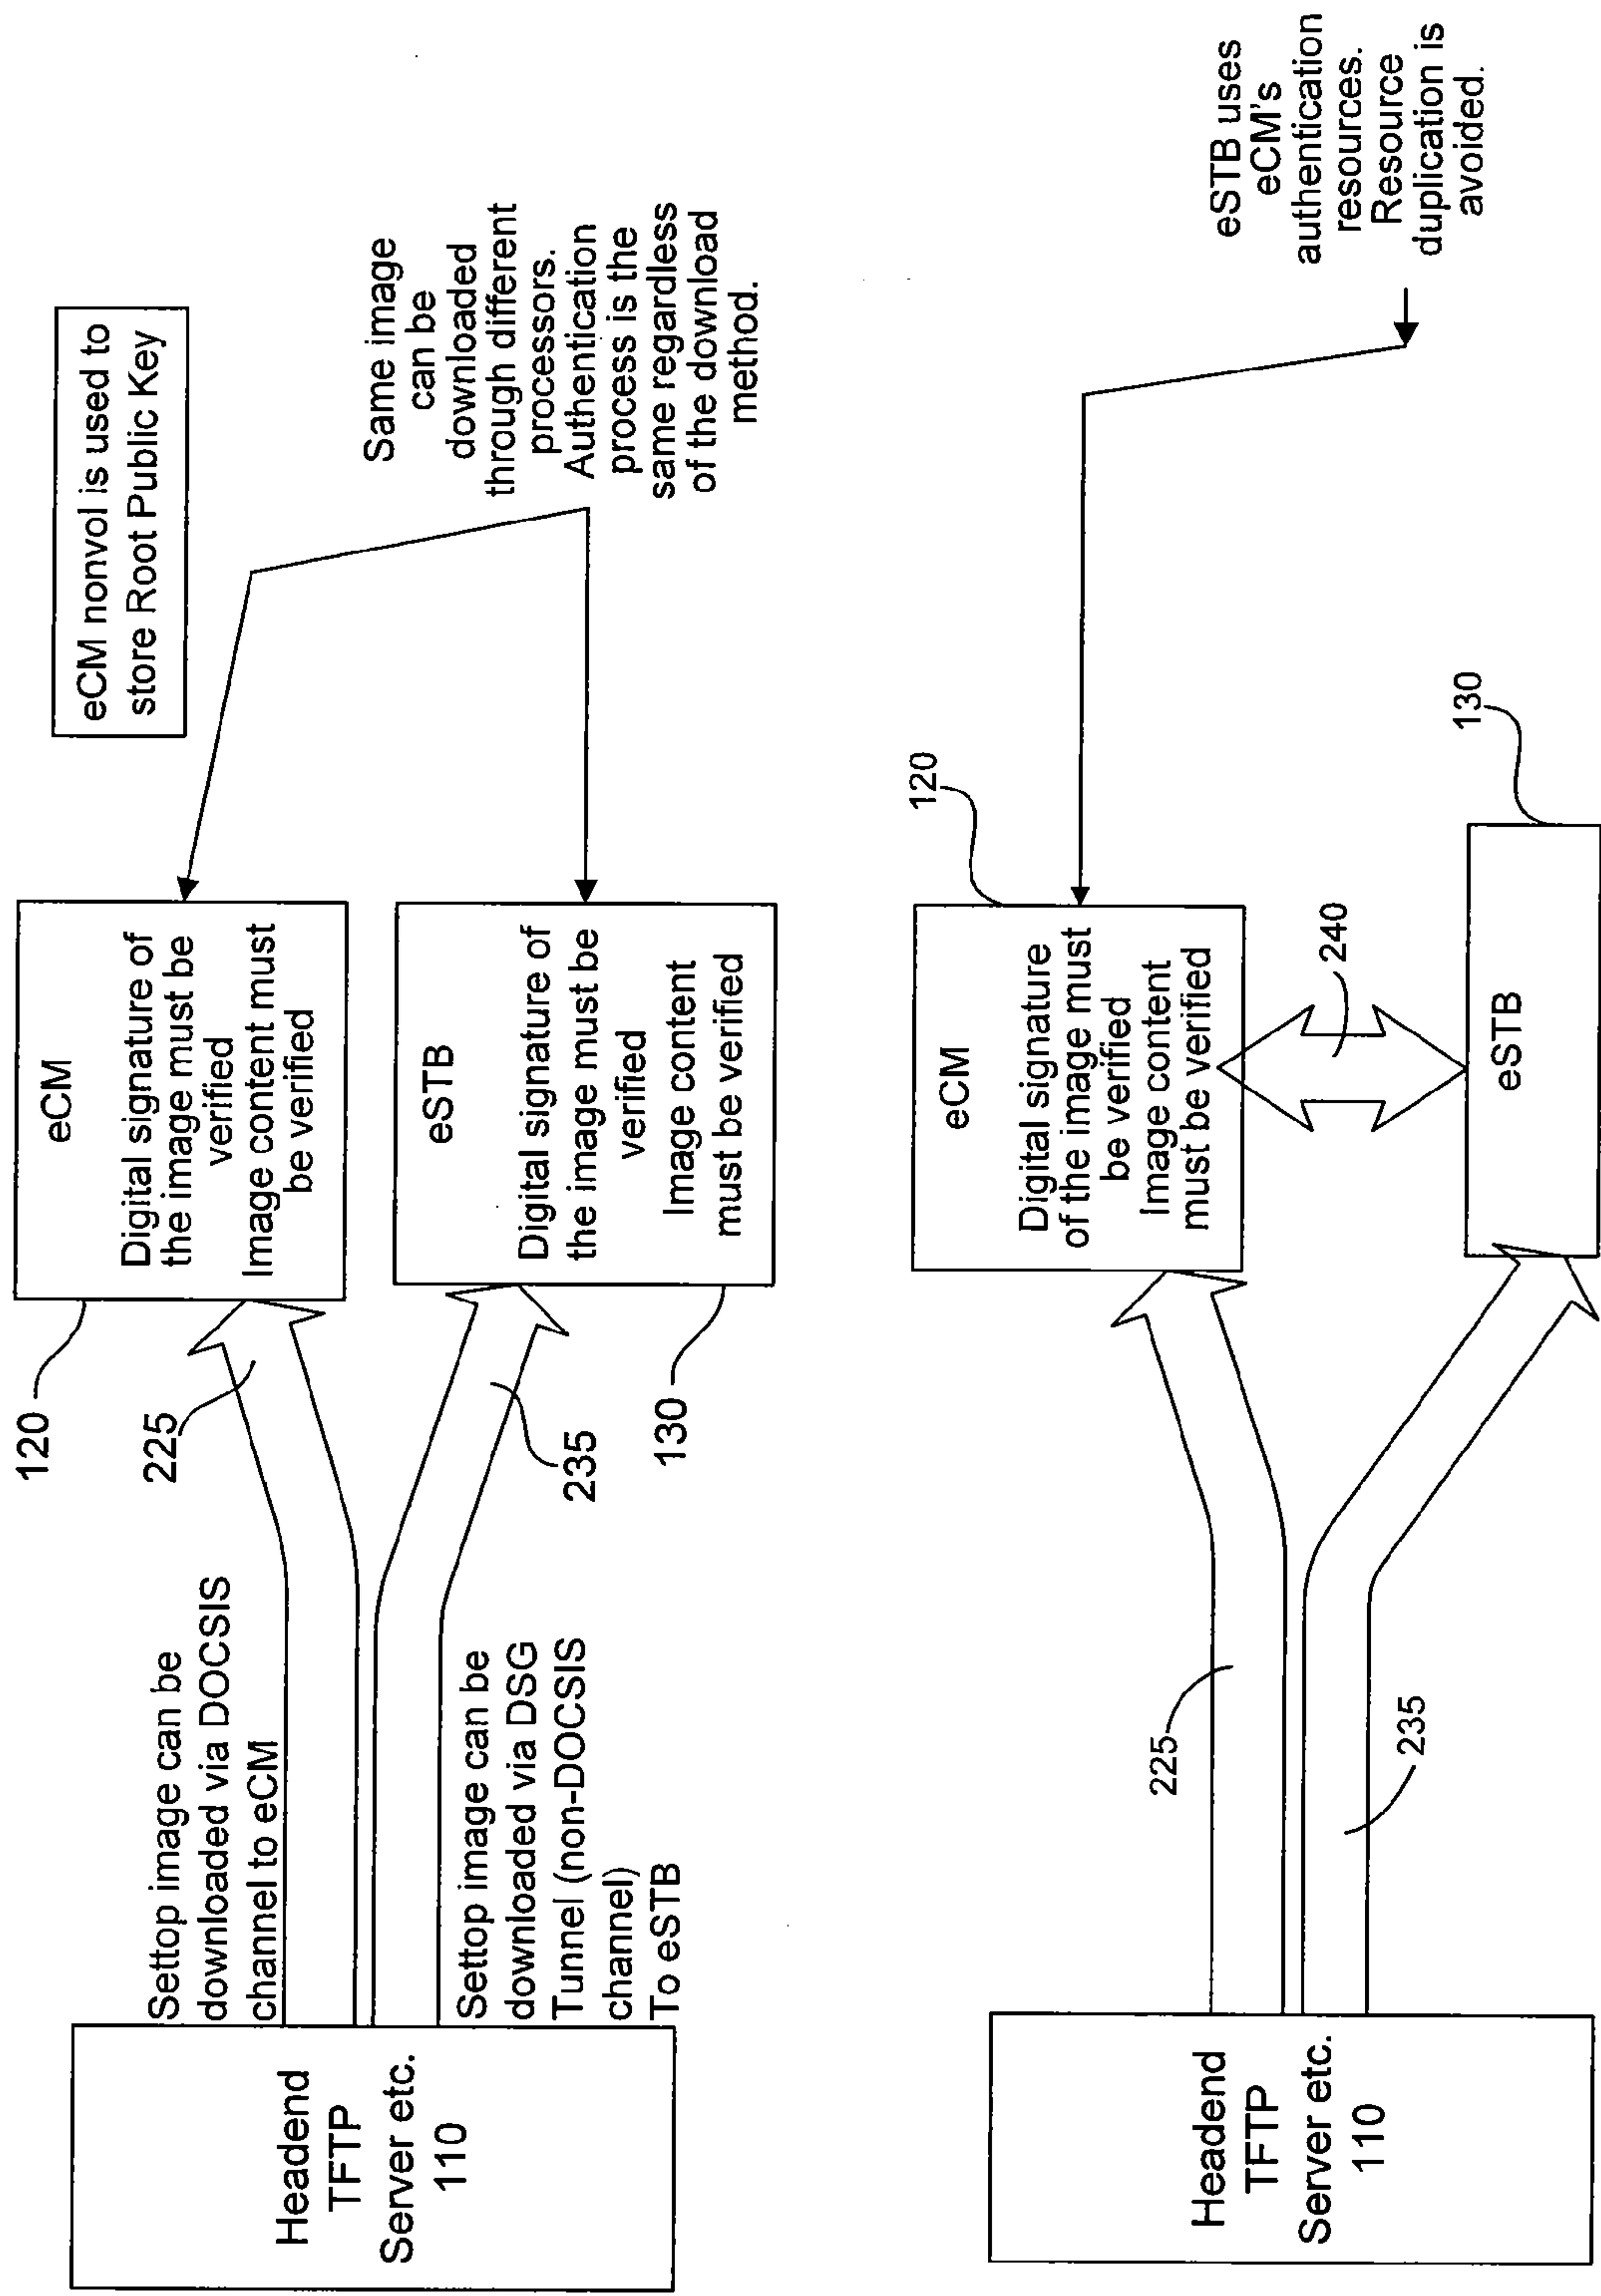 eCM nonvol is used to
store Root Public Key
120
eCM
Digital signature of
the image must be
verified
Image content must
be verified
225
Settop image can be
downloaded via DOCSIS
channel to eCM
Same image
can be
downloaded
through different
processors.
Authentication
process is the
same regardless
of the download
method.
Headend
TFTP
Server etc.
110
Settop image can be
downloaded via DSG
Tunnel (non-DOCSIS
channel)
To eSTB
235
eSTB
Digital signature of
the image must be
verified
Image content
must be verified
130
120
eCM
Digital signature
of the image must
be verified
Image content
must be verified
225
Headend
TFTP
Server etc.
110
235
240
eSTB
130
eSTB uses
eCM's
authentication
resources.
Resource
duplication is
avoided.